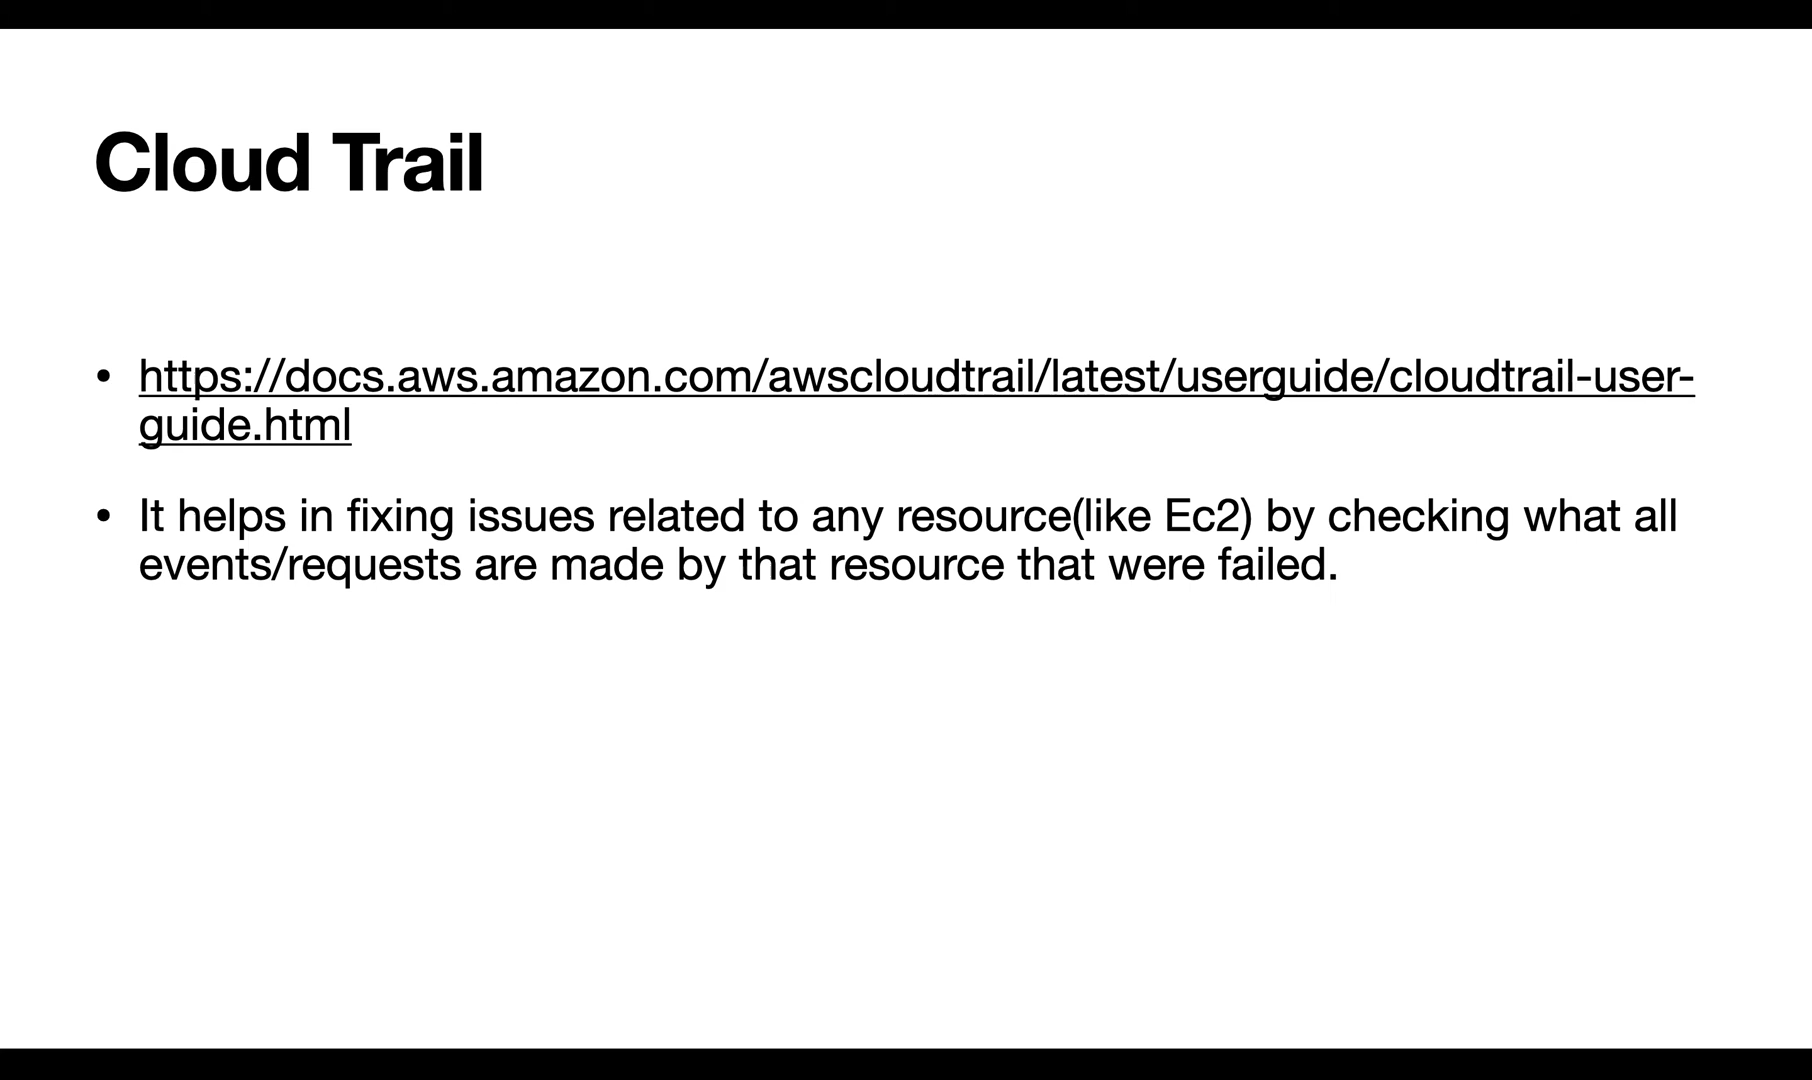 Cloud Trail
• https://docs.aws.amazon.com/awscloudtrail/latest/userguide/cloudtrail-user-
guide.html
• It helps in fixing issues related to any resource(like Ec2) by checking what all
events/requests are made by that resource that were failed.